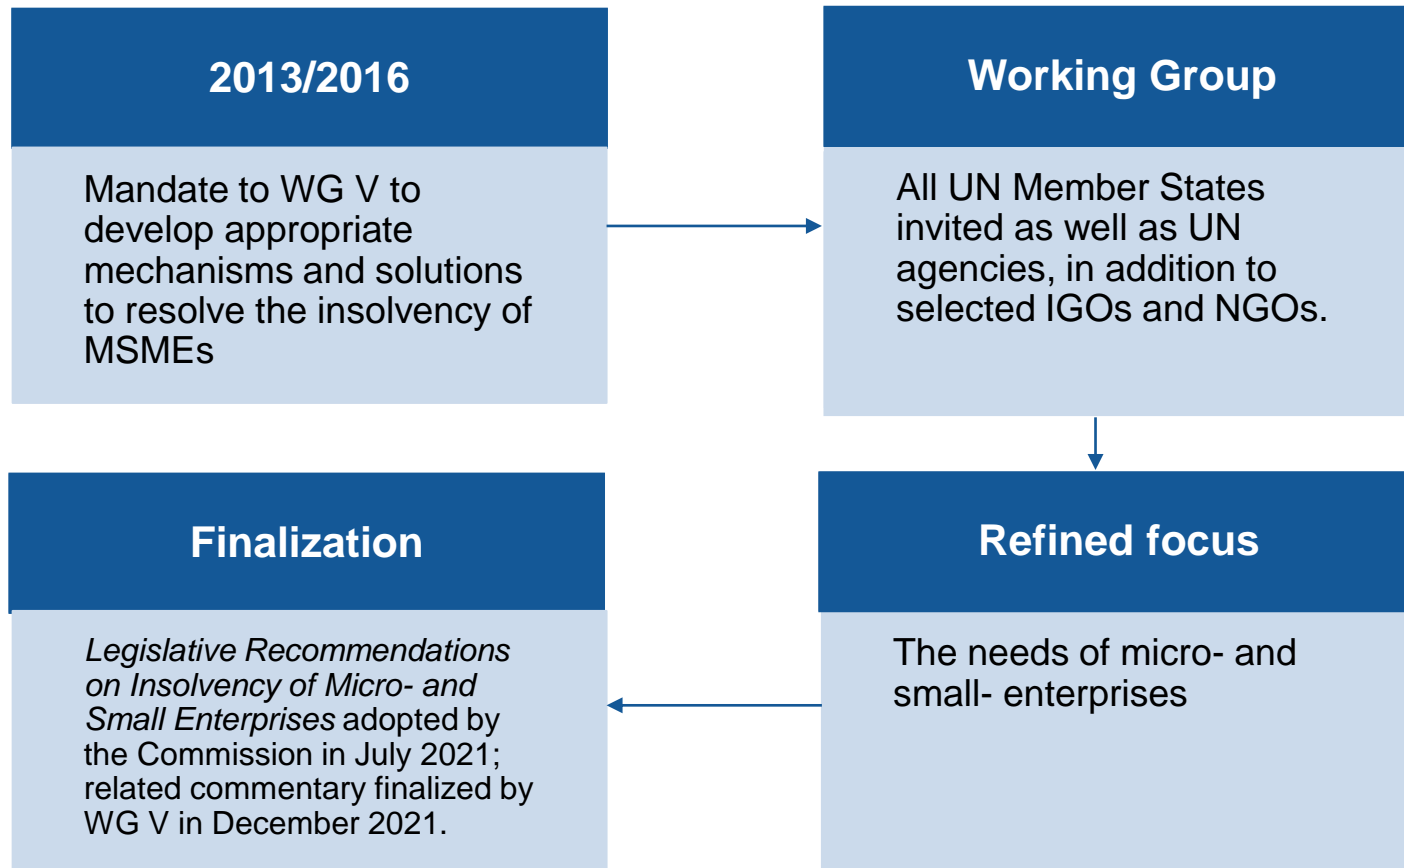 2013/2016
Mandate to WG V to
develop appropriate
mechanisms and solutions
to resolve the insolvency of
MSMEs
Working Group
All UN Member States
invited as well as UN
agencies, in addition to
selected IGOs and NGOs.
Refined focus
The needs of micro- and
small- enterprises
Finalization
Legislative Recommendations
on Insolvency of Micro- and
Small Enterprises adopted by
the Commission in July 2021;
related commentary finalized by
WG V in December 2021.